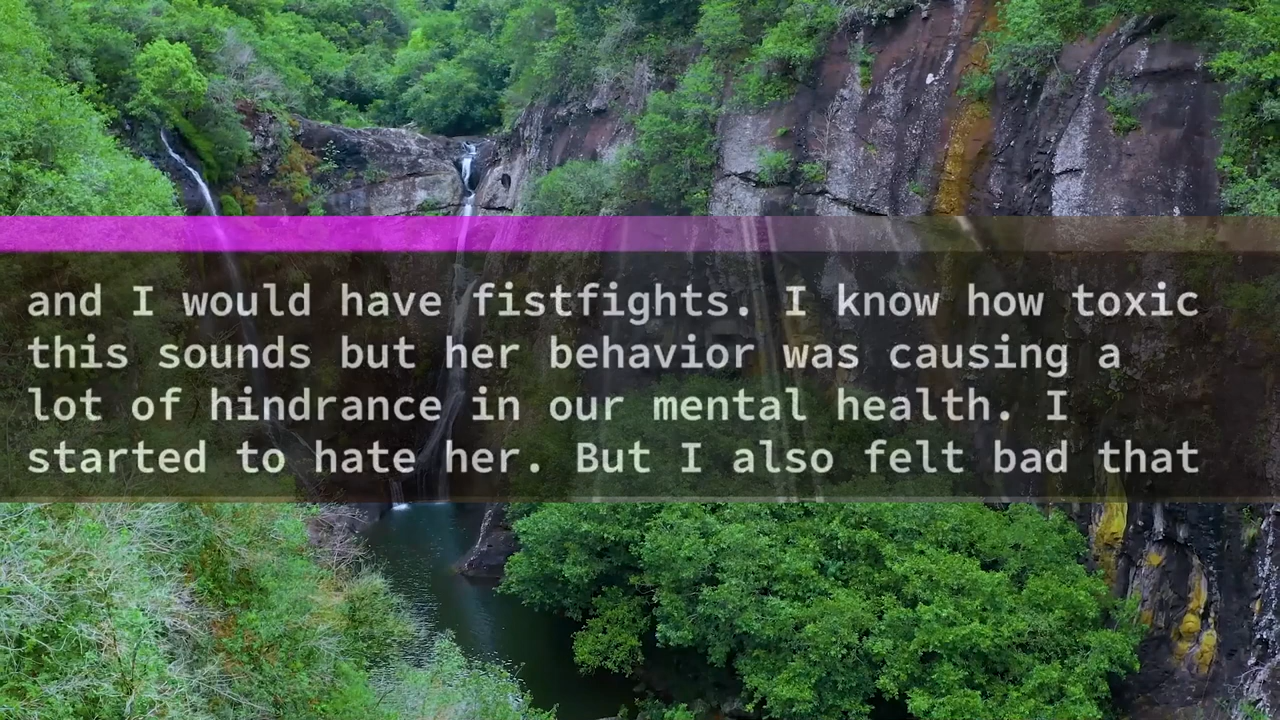 and I would have fistfights. I know how toxic
this sounds but her behavior was causing a
lot of hindrance in our mental health. I
started to hate her. But I also felt bad that